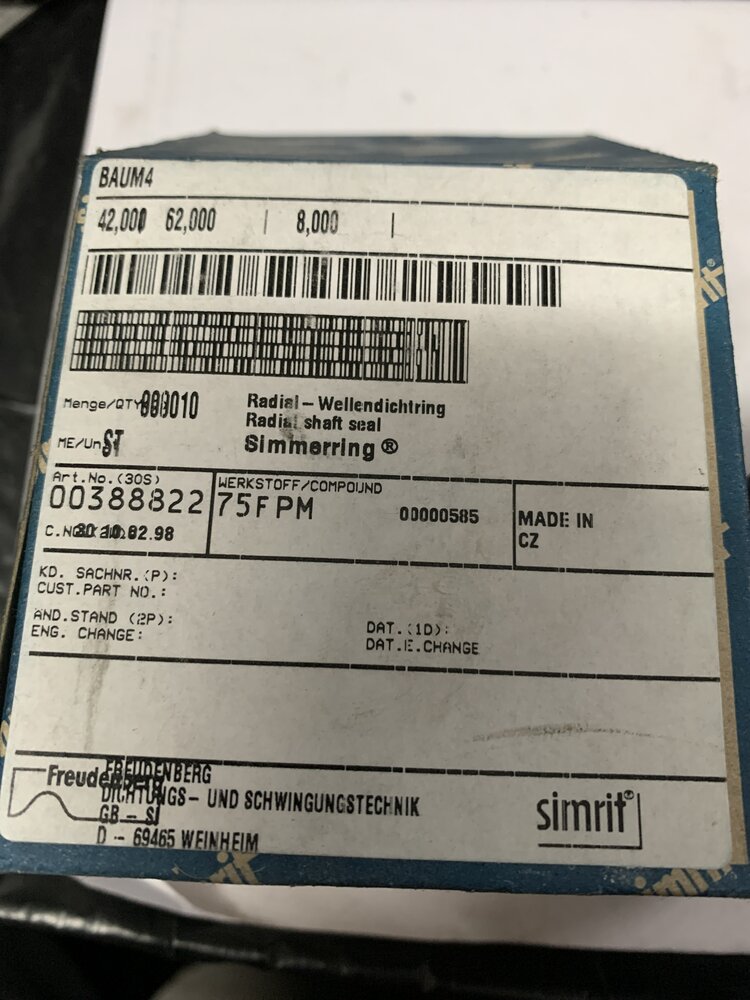 BAUM4
42,000 62,000 | 8,000 |
Menge/QTY 000010
Radial-Wellendichtring
Radial shaft seal
ME/Un ST
Simmerring®
Art.No.(30S)
00388822
WERKSTOFF/COMPOUND
75FPM 00000585
MADE IN
CZ
KD. SACHNR.(P):
CUST.PART NO.:
AND.STAND (2P):
ENG. CHANGE:
DAT.(1D):
DAT.E.CHANGE
Freudenberg
FREUDENBERG
DICHTUNGS- UND SCHWINGUNGSTECHNIK
GB - SI
D - 69465 WEINHEIM
simrit®